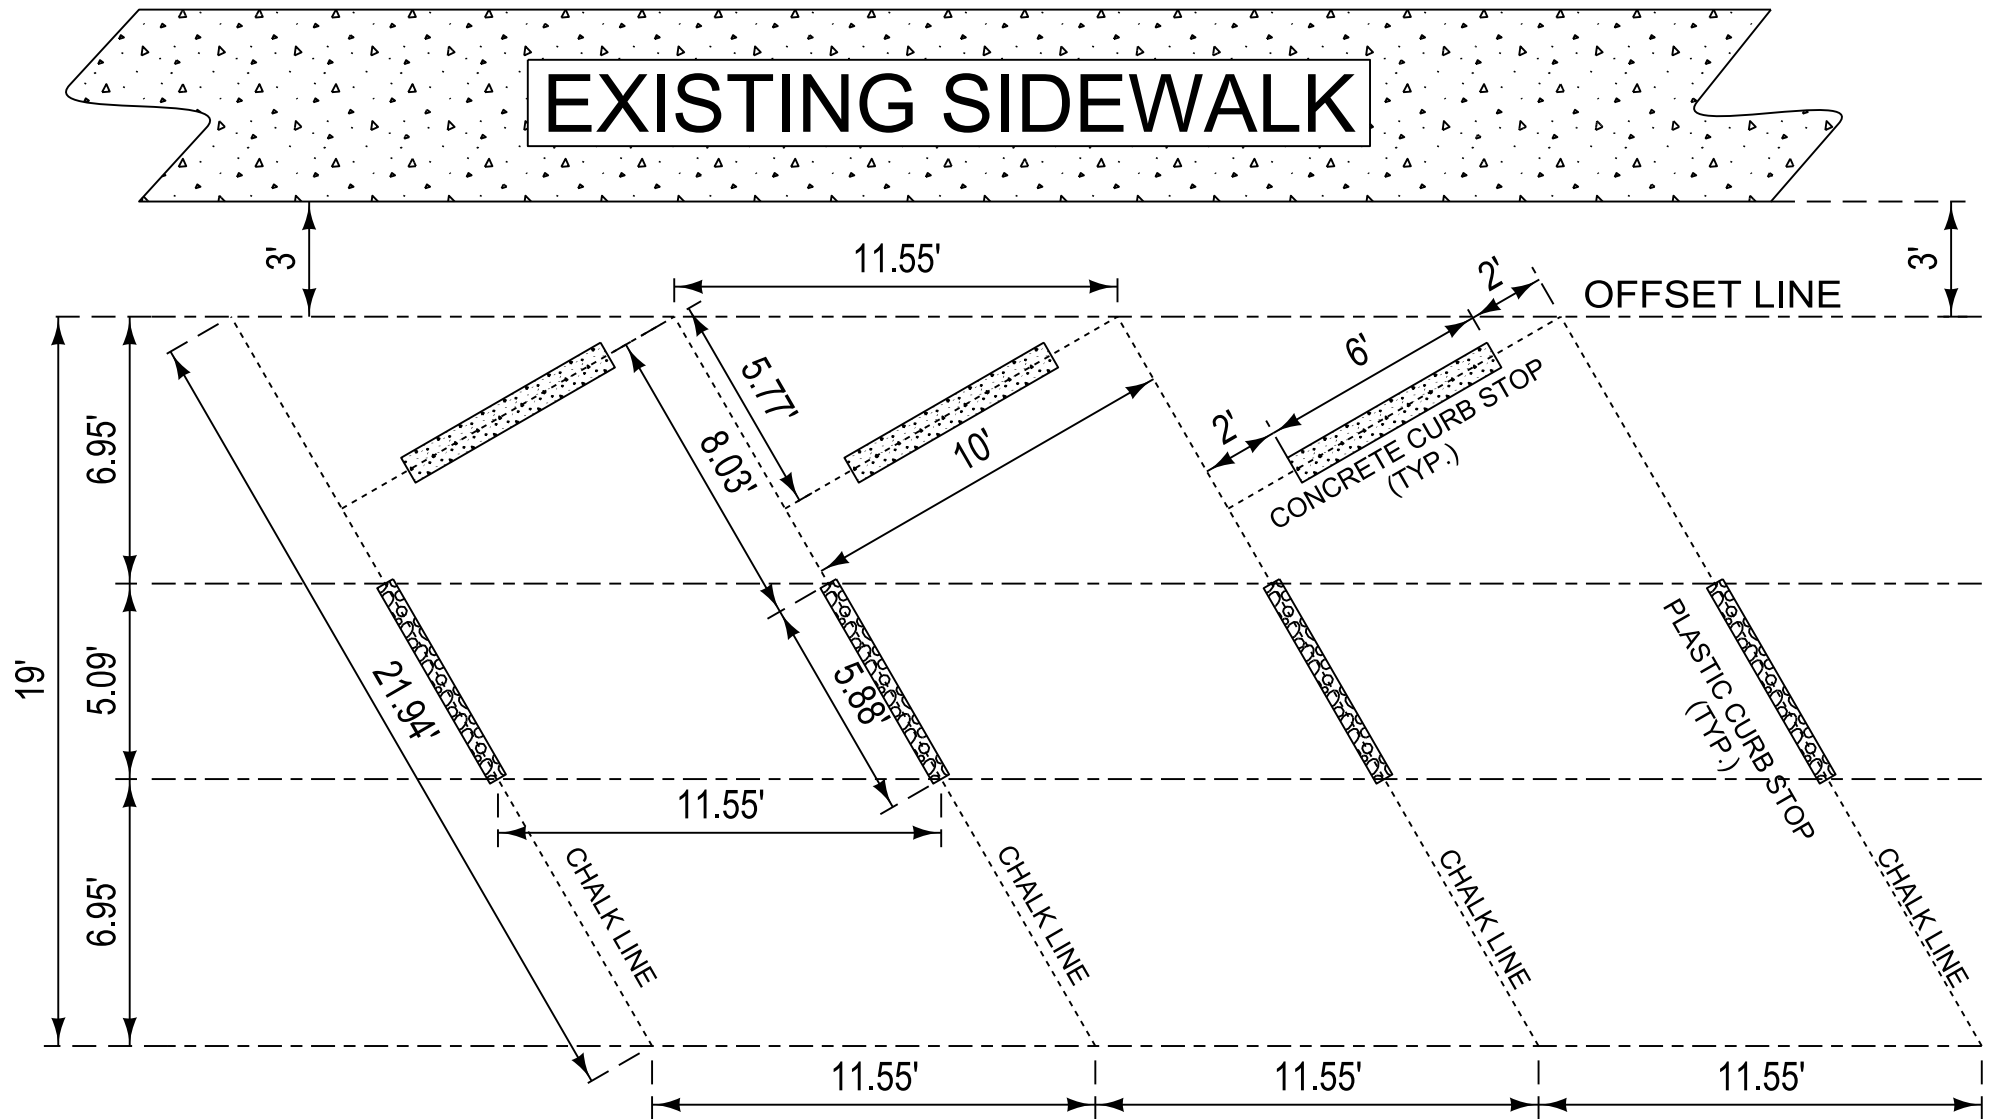 EXISTING SIDEWALK
3'
11.55'
2'
3'
OFFSET LINE
6'
5.77'
6.95'
8.03'
10'
2'
CONCRETE CURB STOP
(TYP.)
19'
5.09'
21.94'
5.88'
PLASTIC CURB STOP
(TYP.)
11.55'
6.95'
CHALK LINE
CHALK LINE
CHALK LINE
CHALK LINE
11.55'
11.55'
11.55'